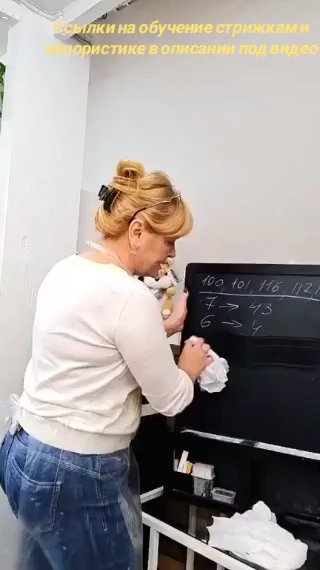 Ссылки на обучение стрижкам и
колористике в описании под видео
100, 101, 116, 112,
7 → 43
6 → 4